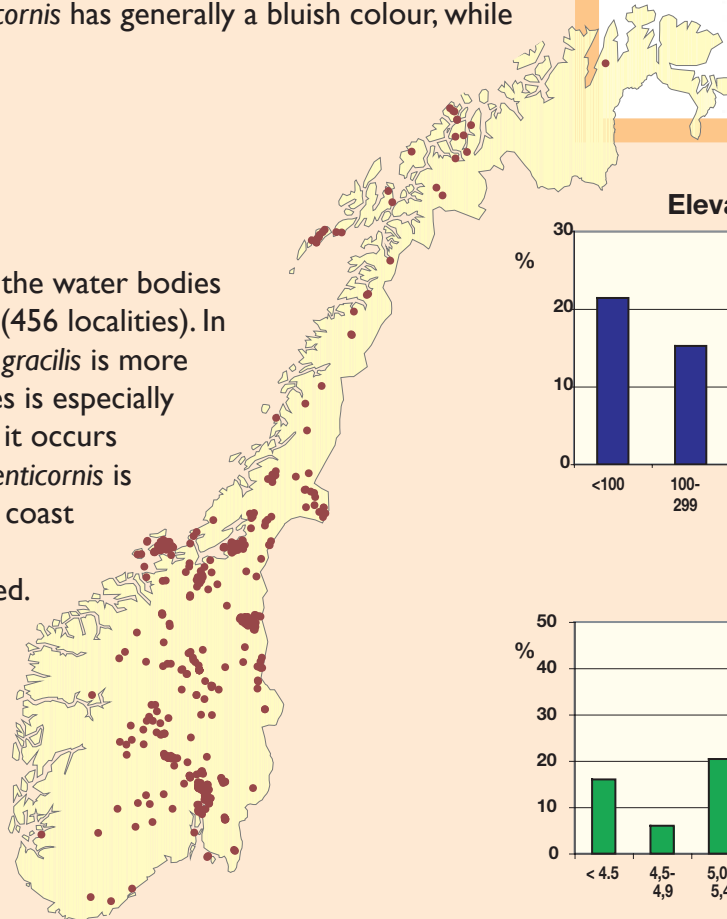 cornis has generally a bluish colour, while
the water bodies
(456 localities). In
gracilis is more
es is especially
it occurs
enticornis is
coast
ed.
Eleva
30
%
20
10
0
<100
100-
299
50
%
40
30
20
10
0
< 4.5
4,5-
4,9
5,0
5,4